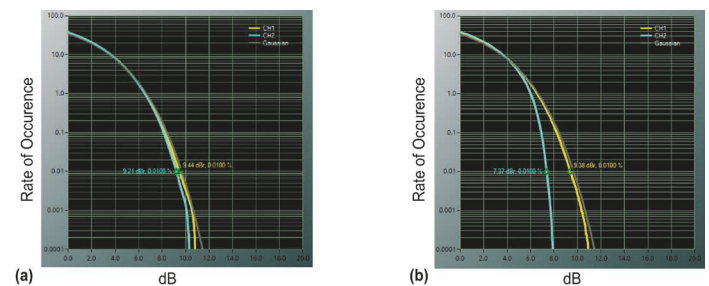 100.0
10.0
1.0
0.1
0.01
0.001
0.0001
Rate of Occurence
CH1
CH2
Gaussian
9.44 dBr, 0.0100 %
9.21 dBr, 0.0100 %
0.0 2.0 4.0 6.0 8.0 10.0 12.0 14.0 16.0 18.0 20.0
(a) dB
100.0
10.0
1.0
0.1
0.01
0.001
0.0001
Rate of Occurence
CH1
CH2
Gaussian
9.38 dBr, 0.0100 %
7.37 dBr, 0.0100 %
0.0 2.0 4.0 6.0 8.0 10.0 12.0 14.0 16.0 18.0 20.0
(b) dB